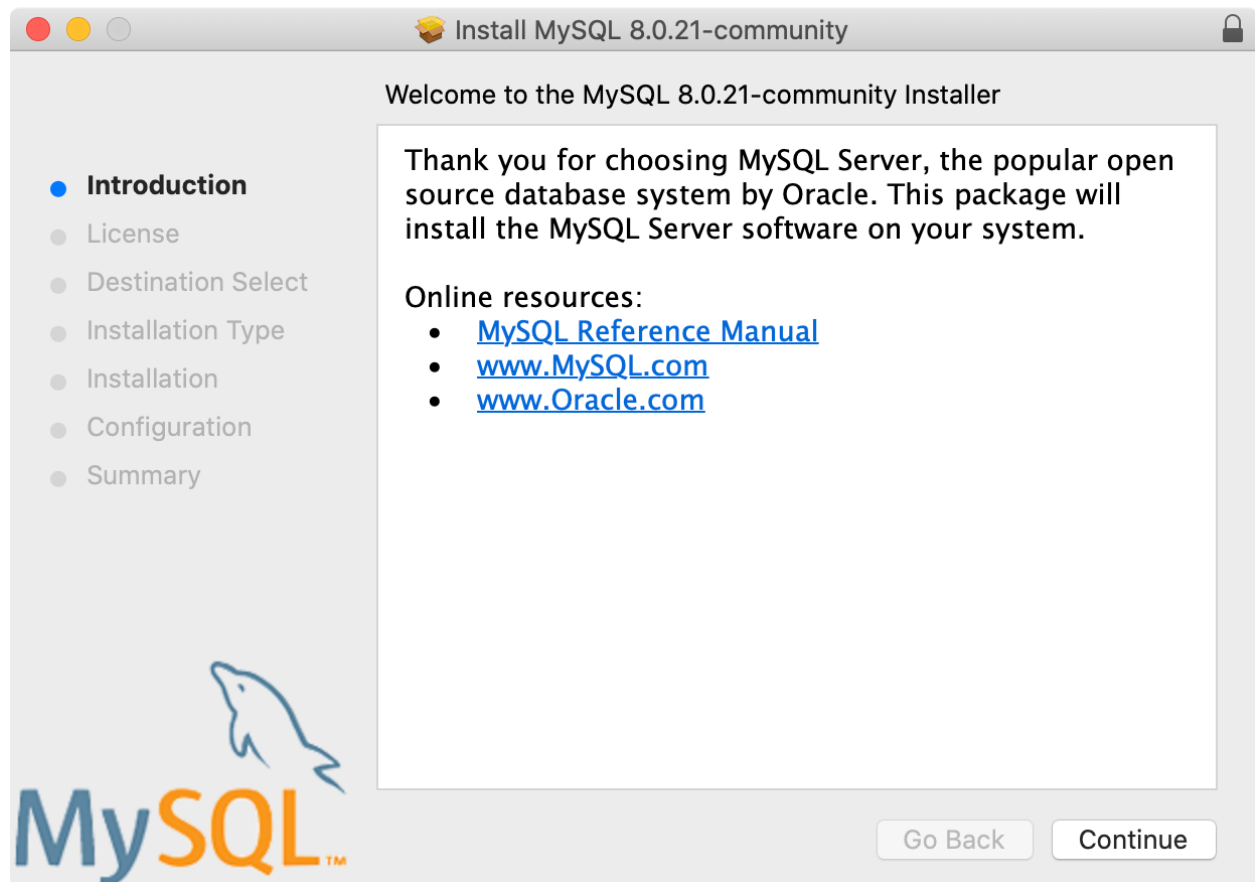 Install MySQL 8.0.21-community
Welcome to the MySQL 8.0.21-community Installer
Introduction
License
Destination Select
Installation Type
Installation
Configuration
Summary
Thank you for choosing MySQL Server, the popular open
source database system by Oracle. This package will
install the MySQL Server software on your system.
Online resources:
• MySQL Reference Manual
• www.MySQL.com
• www.Oracle.com
MySQL™
Go Back
Continue